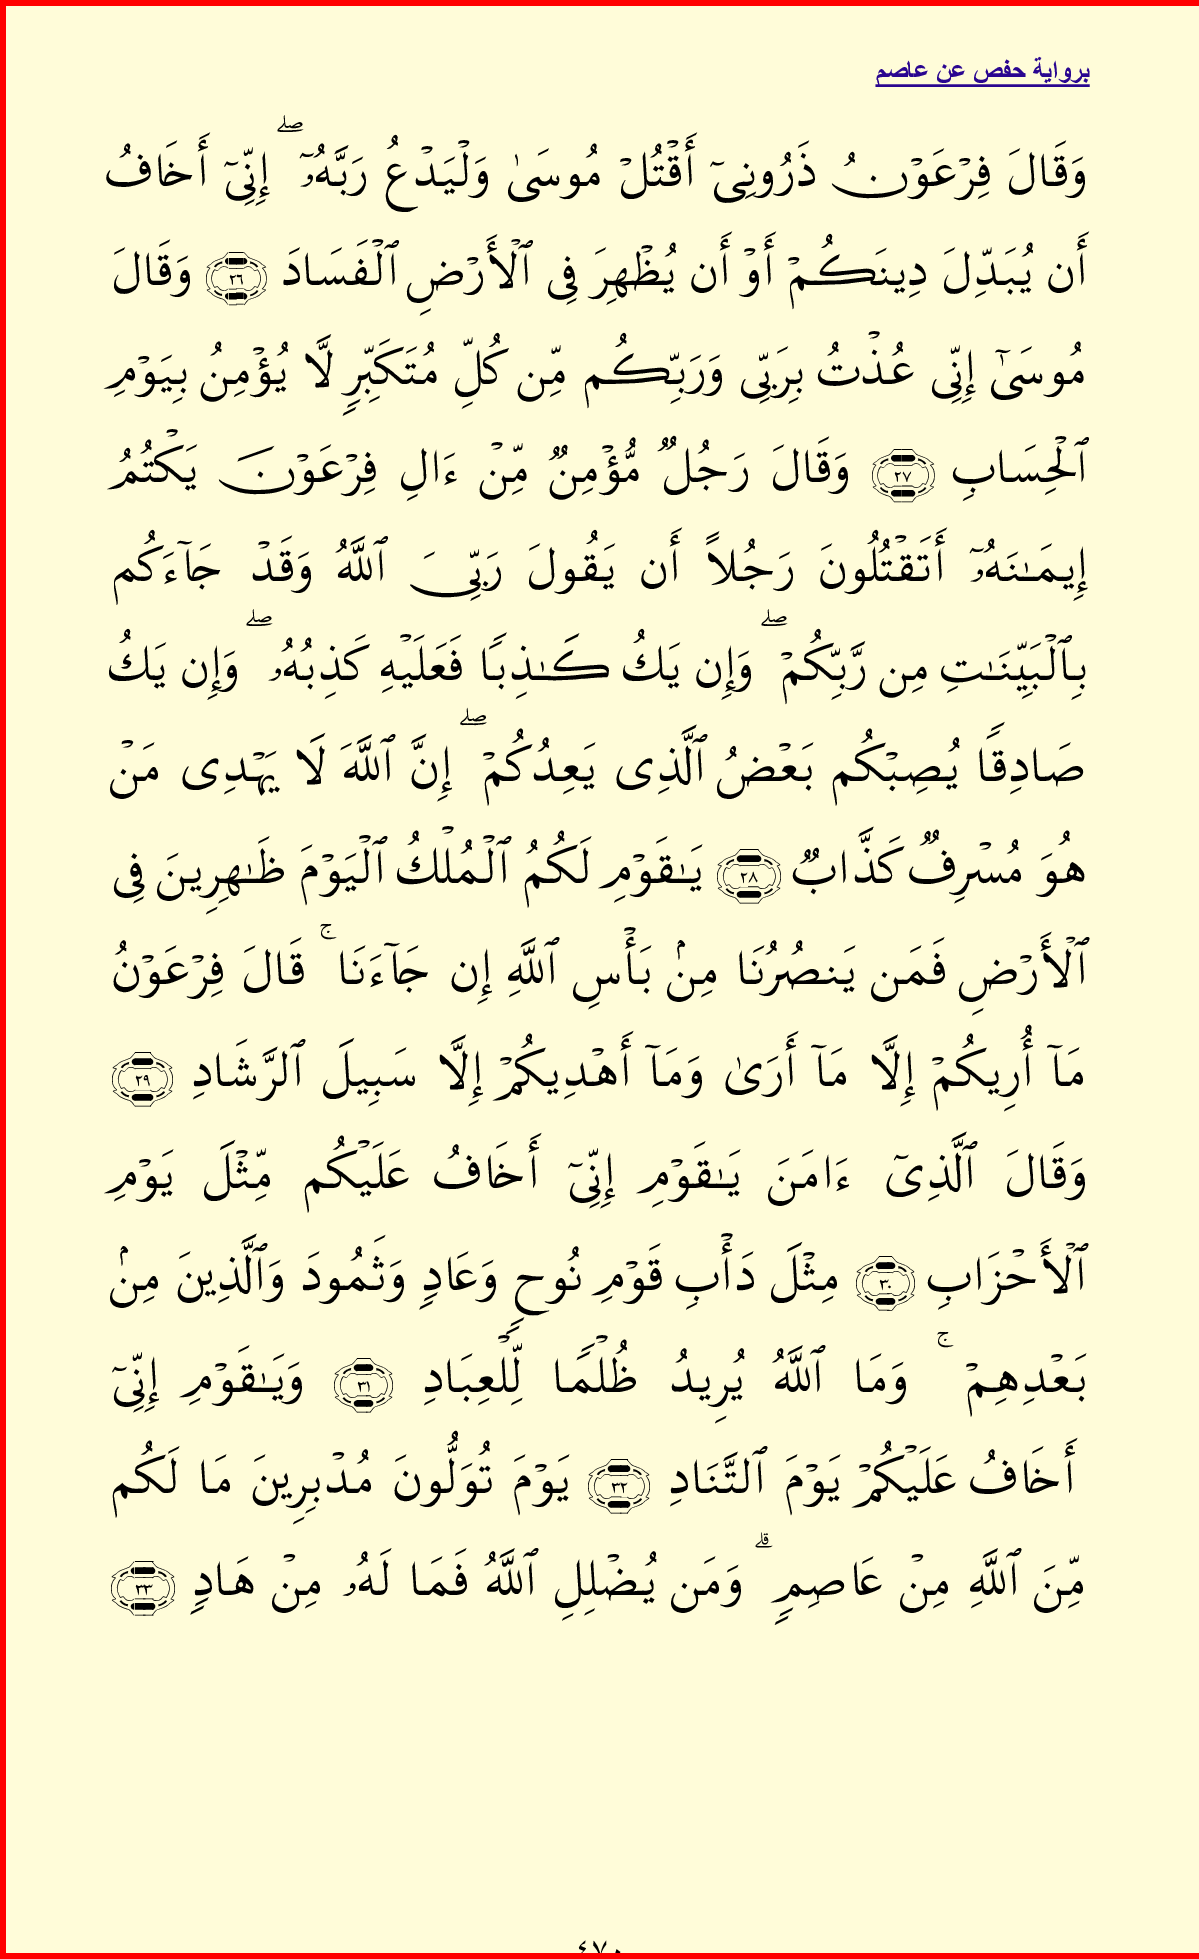 برواية حفص عن عاصم
وَقَالَ فِرْعَوْنُ ذَرُونِىٓ أَقْتُلْ مُوسَىٰ وَلْيَدْعُ رَبَّهُۥٓ ۖ إِنِّىٓ أَخَافُ
أَن يُبَدِّلَ دِينَكُمْ أَوْ أَن يُظْهِرَ فِى ٱلْأَرْضِ ٱلْفَسَادَ ٢٦ وَقَالَ
مُوسَىٰٓ إِنِّى عُذْتُ بِرَبِّى وَرَبِّكُم مِّن كُلِّ مُتَكَبِّرٍ لَّا يُؤْمِنُ بِيَوْمِ
ٱلْحِسَابِ ٢٧ وَقَالَ رَجُلٌ مُّؤْمِنٌ مِّنْ ءَالِ فِرْعَوْنَ يَكْتُمُ
إِيمَـٰنَهُۥٓ أَتَقْتُلُونَ رَجُلاً أَن يَقُولَ رَبِّىَ ٱللَّهُ وَقَدْ جَآءَكُم
بِٱلْبَيِّنَـٰتِ مِن رَّبِّكُمْ ۖ وَإِن يَكُ كَـٰذِبًا فَعَلَيْهِ كَذِبُهُۥ ۖ وَإِن يَكُ
صَادِقًا يُصِبْكُم بَعْضُ ٱلَّذِى يَعِدُكُمْ ۖ إِنَّ ٱللَّهَ لَا يَهْدِى مَنْ
هُوَ مُسْرِفٌ كَذَّابٌ ٢٨ يَـٰقَوْمِ لَكُمُ ٱلْمُلْكُ ٱلْيَوْمَ ظَـٰهِرِينَ فِى
ٱلْأَرْضِ فَمَن يَنصُرُنَا مِنۢ بَأْسِ ٱللَّهِ إِن جَآءَنَا ۚ قَالَ فِرْعَوْنُ
مَآ أُرِيكُمْ إِلَّا مَآ أَرَىٰ وَمَآ أَهْدِيكُمْ إِلَّا سَبِيلَ ٱلرَّشَادِ ٢٩
وَقَالَ ٱلَّذِىٓ ءَامَنَ يَـٰقَوْمِ إِنِّىٓ أَخَافُ عَلَيْكُم مِّثْلَ يَوْمِ
ٱلْأَحْزَابِ ٣٠ مِثْلَ دَأْبِ قَوْمِ نُوحٍ وَعَادٍ وَثَمُودَ وَٱلَّذِينَ مِنۢ
بَعْدِهِمْ ۚ وَمَا ٱللَّهُ يُرِيدُ ظُلْمًا لِّلْعِبَادِ ٣١ وَيَـٰقَوْمِ إِنِّىٓ
أَخَافُ عَلَيْكُمْ يَوْمَ ٱلتَّنَادِ ٣٢ يَوْمَ تُوَلُّونَ مُدْبِرِينَ مَا لَكُم
مِّنَ ٱللَّهِ مِنْ عَاصِمٍ ۗ وَمَن يُضْلِلِ ٱللَّهُ فَمَا لَهُۥ مِنْ هَادٍ ٣٣
٤٧٠